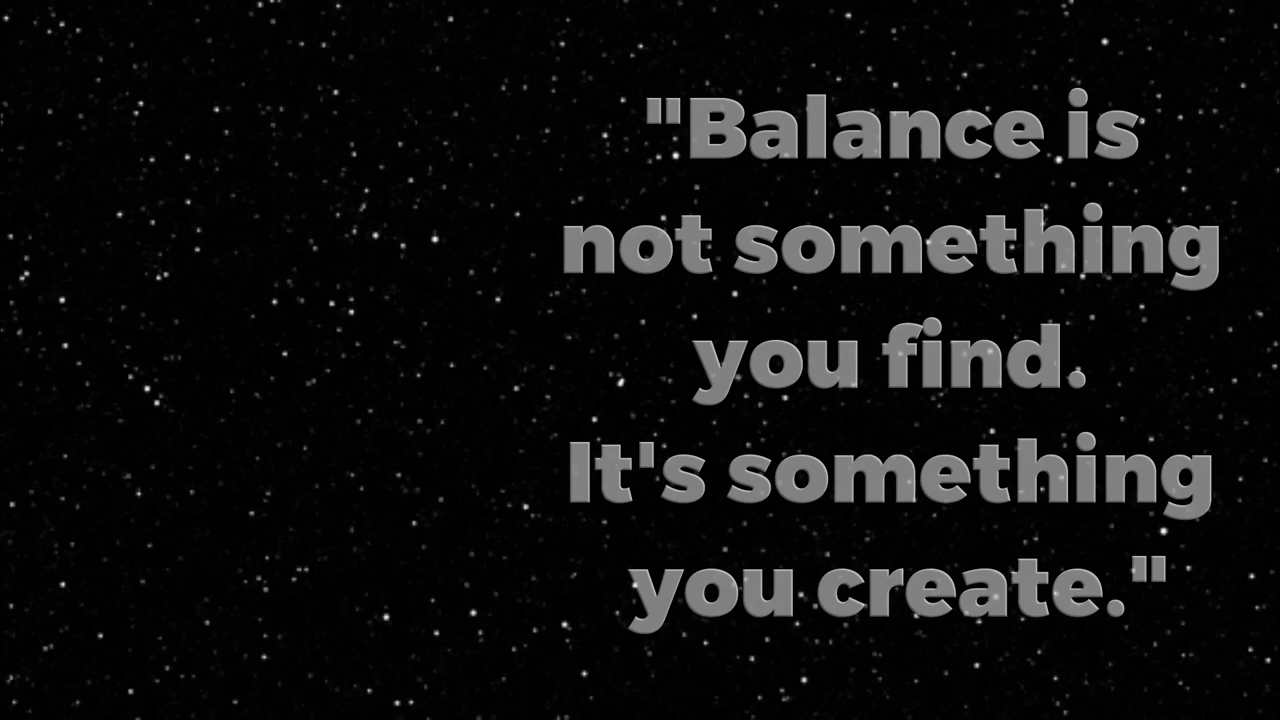 "Balance is
not something
you find.
It's something
you create."